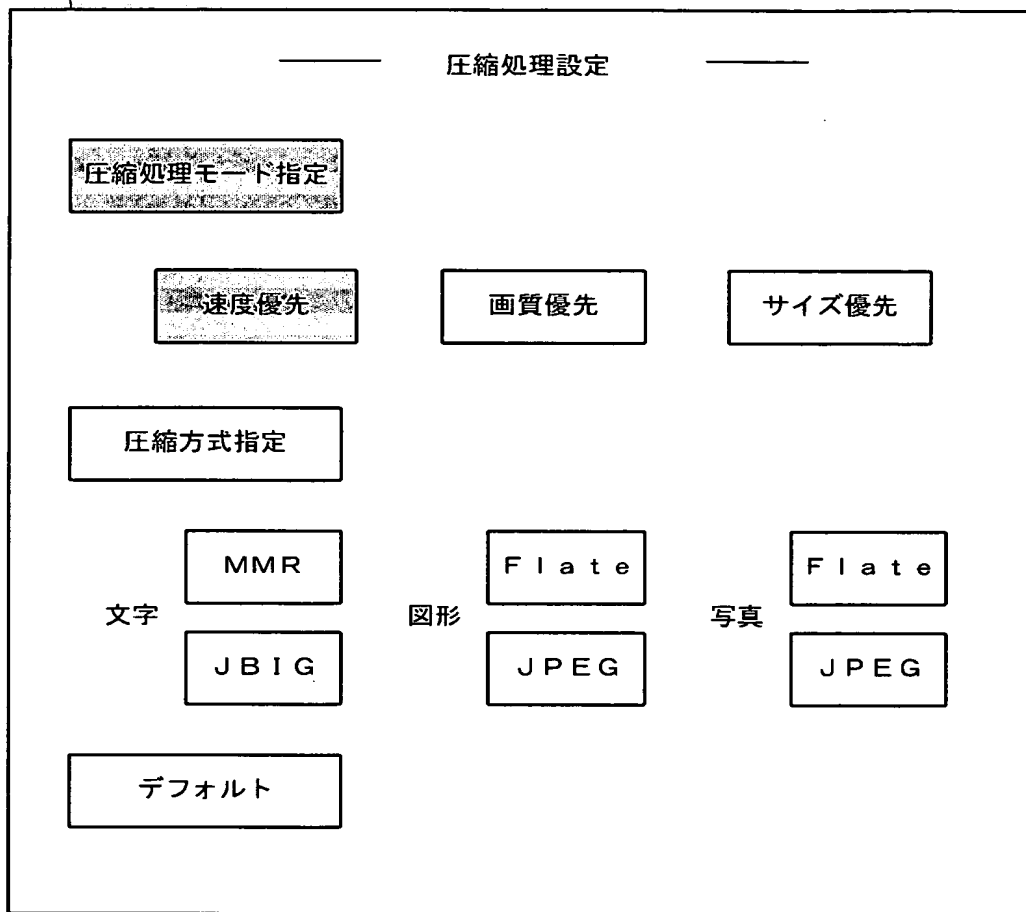 圧縮処理設定
圧縮処理モード指定
速度優先 画質優先 サイズ優先
圧縮方式指定
MMR Flate Flate
文字 図形 写真
JBIG JPEG JPEG
デフォルト